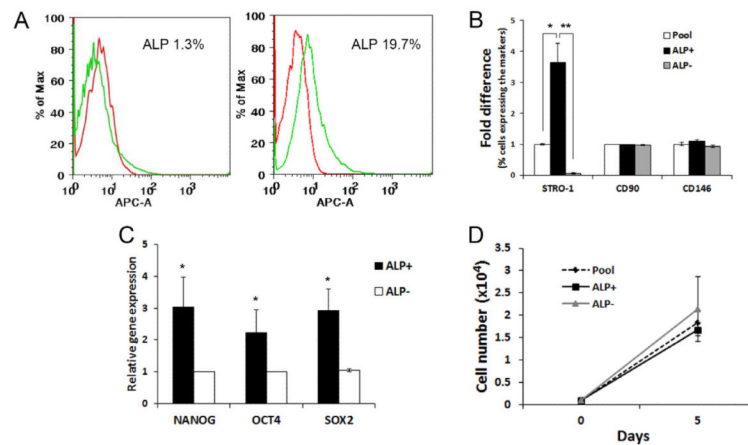 A
ALP 1.3%
% of Max
100
80
60
40
20
0
10^0 10^1 10^2 10^3
APC-A
ALP 19.7%
% of Max
100
80
60
40
20
0
10^0 10^1 10^2 10^3
APC-A
B
Fold difference
(% cells expressing the markers)
6
5
4
3
2
1
0
* **
Pool
ALP+
ALP-
STRO-1 CD90 CD146
C
Relative gene expression
5
4
3
2
1
0
* * *
ALP+
ALP-
NANOG OCT4 SOX2
D
Cell number (x10^4)
3.5
3
2.5
2
1.5
1
0.5
0
Pool
ALP+
ALP-
0 5
Days